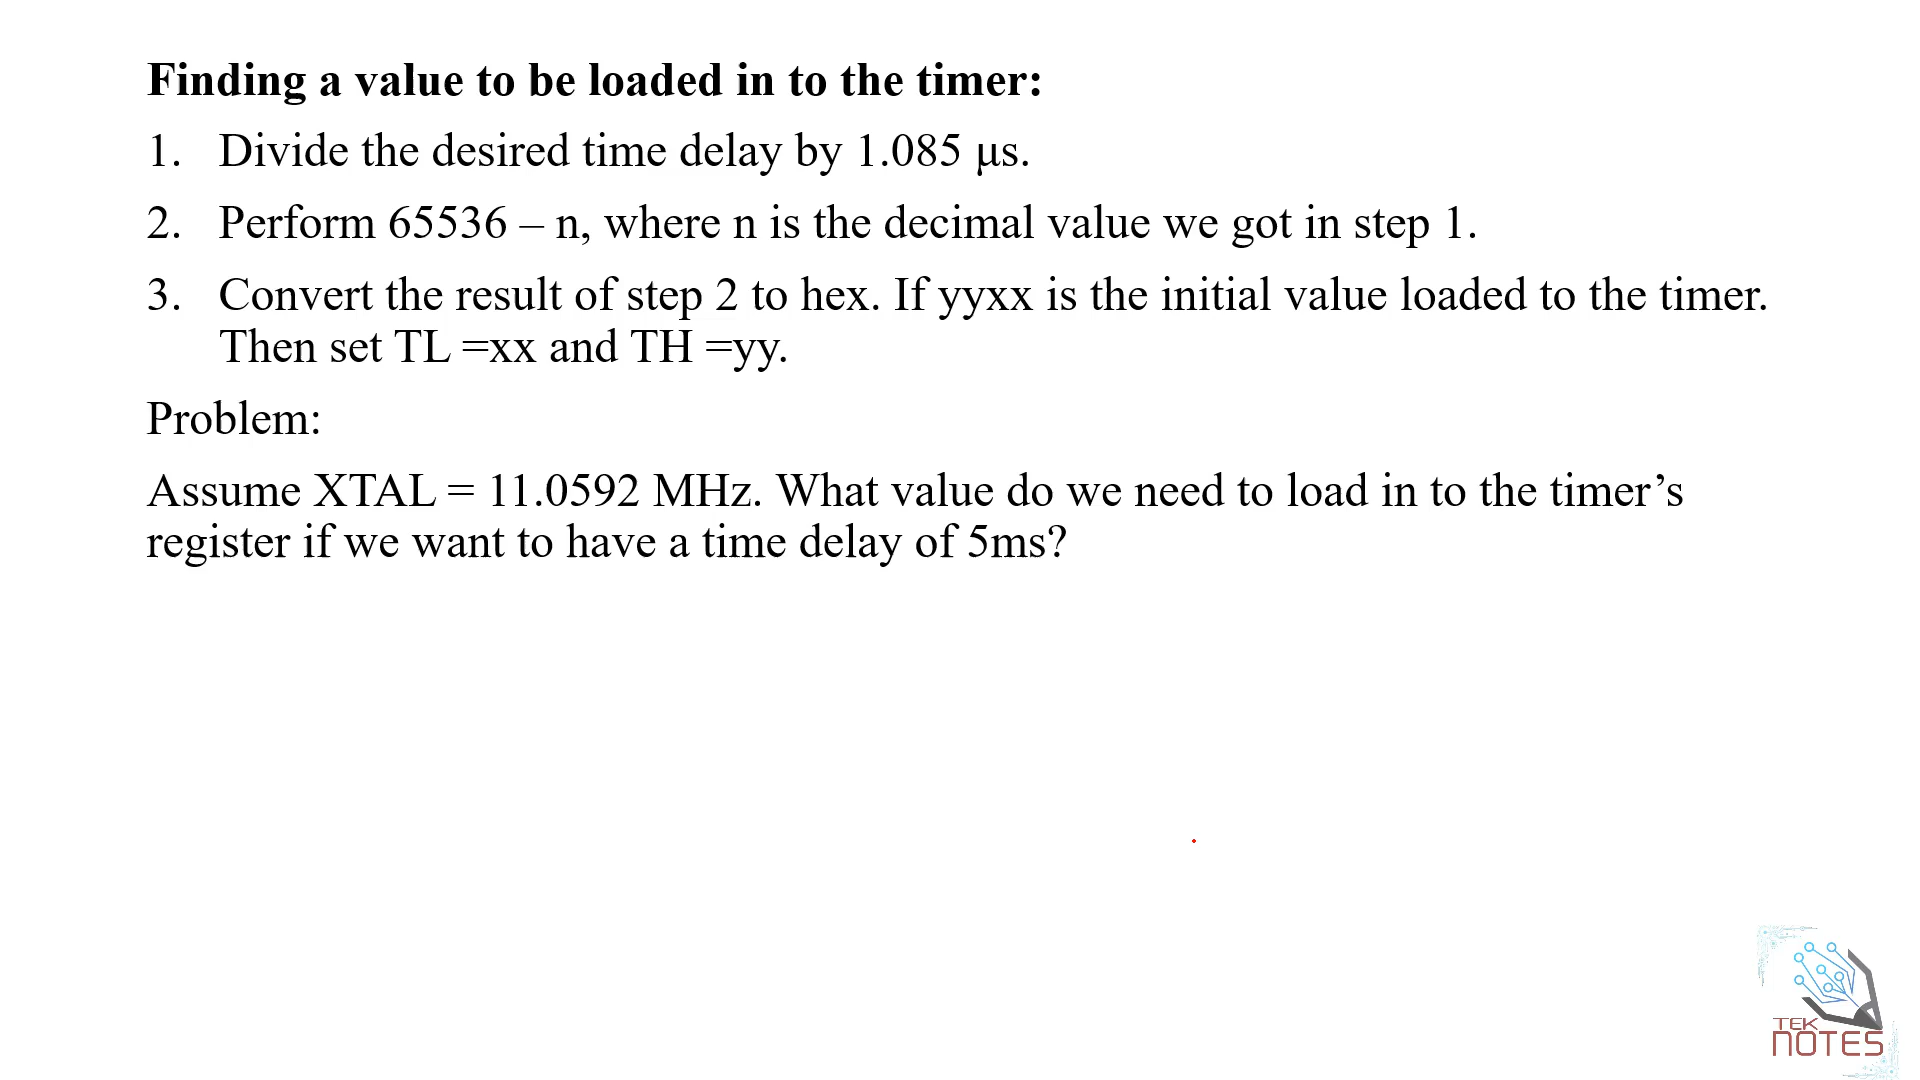 Finding a value to be loaded in to the timer:
1. Divide the desired time delay by 1.085 μs.
2. Perform 65536 – n, where n is the decimal value we got in step 1.
3. Convert the result of step 2 to hex. If yyxx is the initial value loaded to the timer.
Then set TL =xx and TH =yy.
Problem:
Assume XTAL = 11.0592 MHz. What value do we need to load in to the timer’s
register if we want to have a time delay of 5ms?
TEK
NOTES